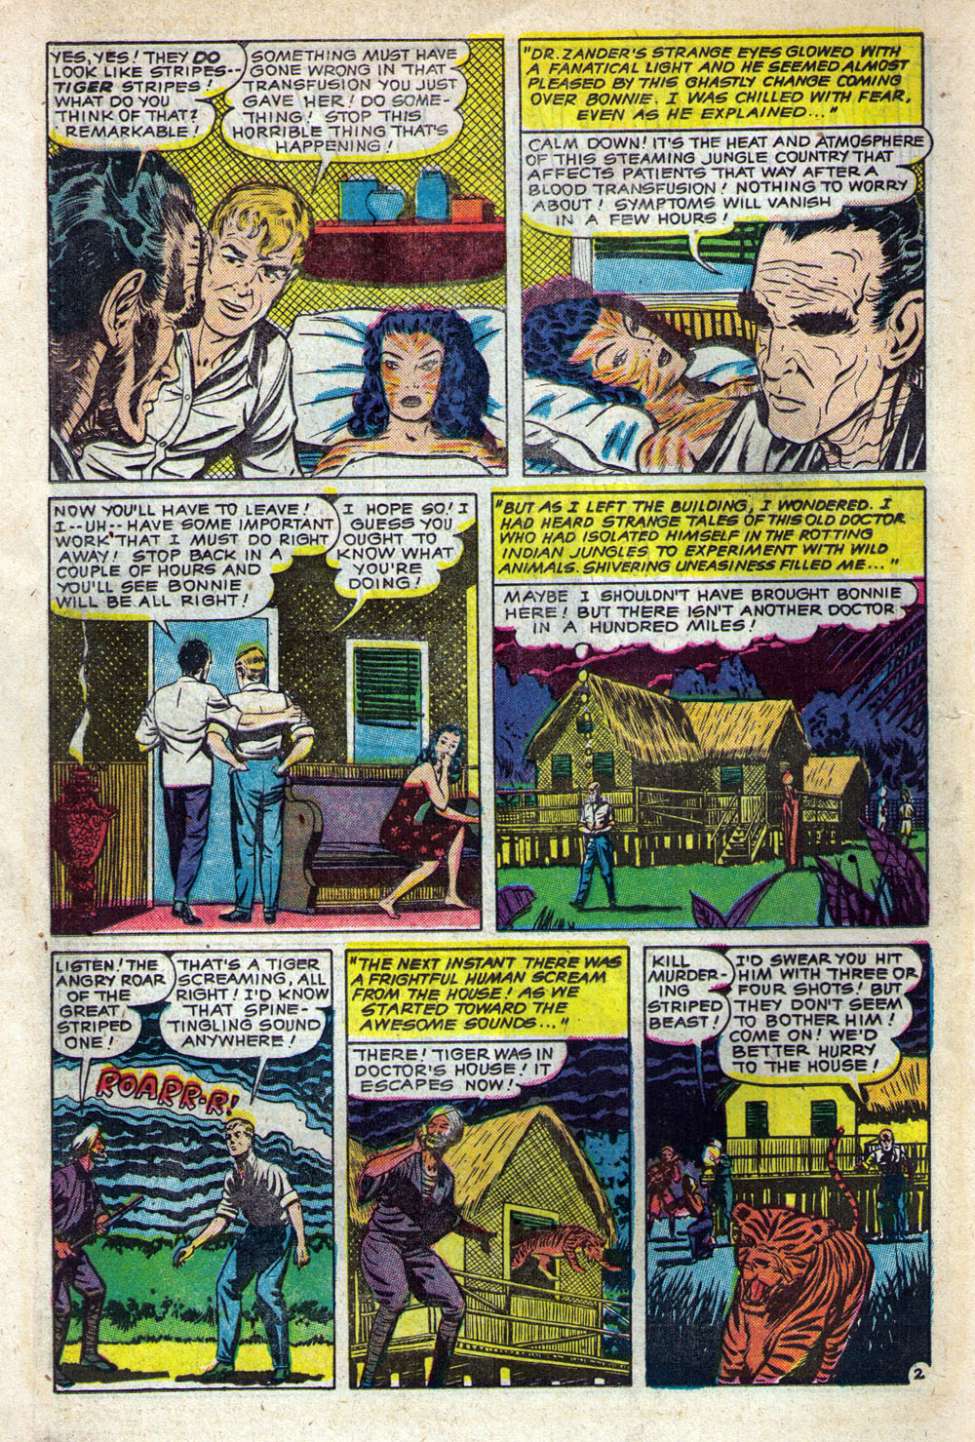 YES, YES! THEY DO
LOOK LIKE STRIPES--
TIGER STRIPES!
WHAT DO YOU
THINK OF THAT?
REMARKABLE!
SOMETHING MUST HAVE
GONE WRONG IN THAT
TRANSFUSION YOU JUST
GAVE HER! DO SOME-
THING! STOP THIS
HORRIBLE THING THAT'S
HAPPENING!
"DR. ZANDER'S STRANGE EYES GLOWED WITH
A FANATICAL LIGHT AND HE SEEMED ALMOST
PLEASED BY THIS GHASTLY CHANGE COMING
OVER BONNIE. I WAS CHILLED WITH FEAR,
EVEN AS HE EXPLAINED..."
CALM DOWN! IT'S THE HEAT AND ATMOSPHERE
OF THIS STEAMING JUNGLE COUNTRY THAT
AFFECTS PATIENTS THAT WAY AFTER A
BLOOD TRANSFUSION! NOTHING TO WORRY
ABOUT! SYMPTOMS WILL VANISH
IN A FEW HOURS!
NOW YOU'LL HAVE TO LEAVE!
I--UH--HAVE SOME IMPORTANT
WORK THAT I MUST DO RIGHT
AWAY! STOP BACK IN A
COUPLE OF HOURS AND
YOU'LL SEE BONNIE
WILL BE ALL RIGHT!
I HOPE SO! I
GUESS YOU
OUGHT TO
KNOW WHAT
YOU'RE
DOING!
"BUT AS I LEFT THE BUILDING, I WONDERED. I
HAD HEARD STRANGE TALES OF THIS OLD DOCTOR
WHO HAD ISOLATED HIMSELF IN THE ROTTING
INDIAN JUNGLES TO EXPERIMENT WITH WILD
ANIMALS. SHIVERING UNEASINESS FILLED ME..."
MAYBE I SHOULDN'T HAVE BROUGHT BONNIE
HERE! BUT THERE ISN'T ANOTHER DOCTOR
IN A HUNDRED MILES!
LISTEN! THE
ANGRY ROAR
OF THE
GREAT
STRIPED
ONE!
THAT'S A TIGER
SCREAMING, ALL
RIGHT! I'D KNOW
THAT SPINE-
TINGLING SOUND
ANYWHERE!
ROARR-R!
"THE NEXT INSTANT THERE WAS
A FRIGHTFUL HUMAN SCREAM
FROM THE HOUSE! AS WE
STARTED TOWARD THE
AWESOME SOUNDS..."
THERE! TIGER WAS IN
DOCTOR'S HOUSE! IT
ESCAPES NOW!
KILL
MURDER-
ING
STRIPED
BEAST!
I'D SWEAR YOU HIT
HIM WITH THREE OR
FOUR SHOTS! BUT
THEY DON'T SEEM
TO BOTHER HIM!
COME ON! WE'D
BETTER HURRY
TO THE HOUSE!
2